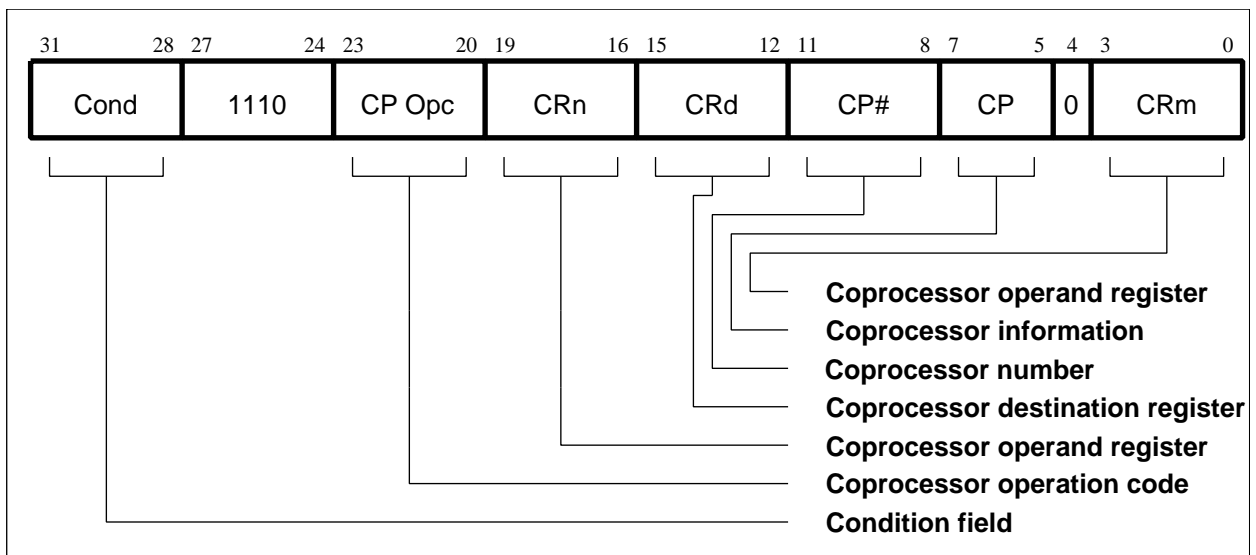 31 28 27 24 23 20 19 16 15 12 11 8 7 5 4 3 0
Cond 1110 CP Opc CRn CRd CP# CP 0 CRm
Coprocessor operand register
Coprocessor information
Coprocessor number
Coprocessor destination register
Coprocessor operand register
Coprocessor operation code
Condition field